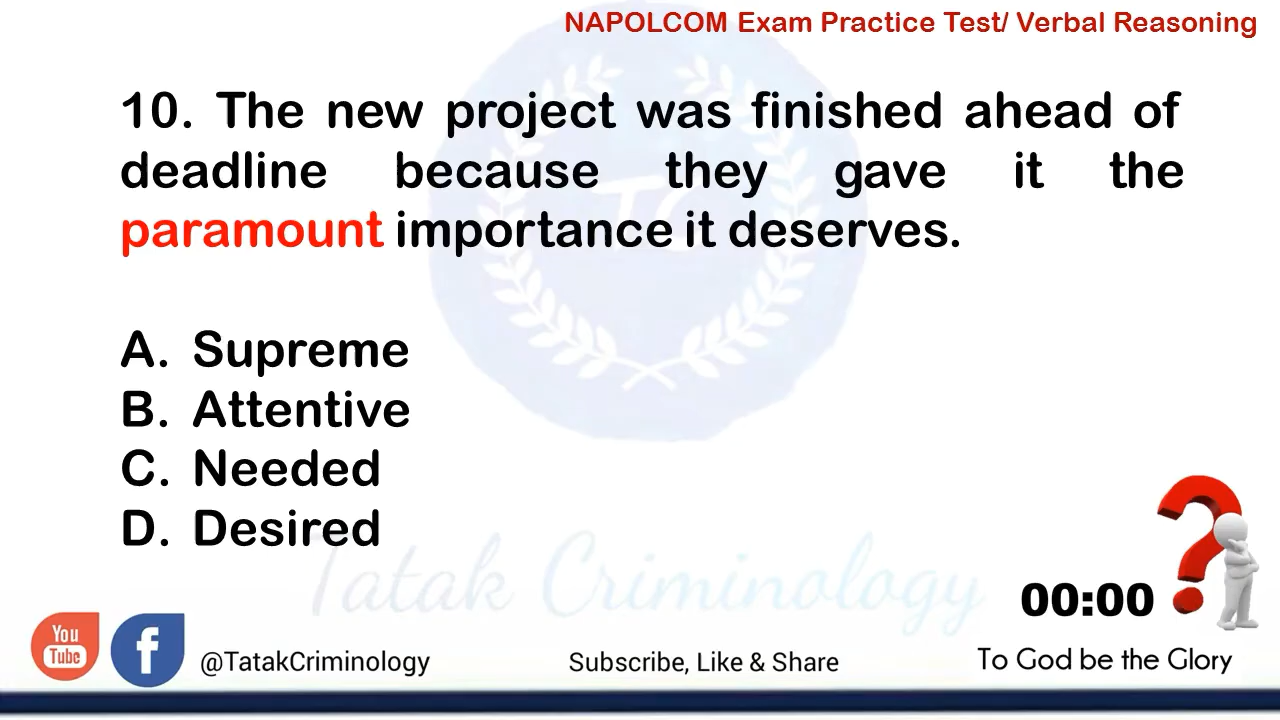 NAPOLCOM Exam Practice Test/ Verbal Reasoning
10. The new project was finished ahead of
deadline because they gave it the
paramount importance it deserves.
A. Supreme
B. Attentive
C. Needed
D. Desired
Tatak Criminology
00:00
You
Tube
f
@TatakCriminology
Subscribe, Like & Share
To God be the Glory